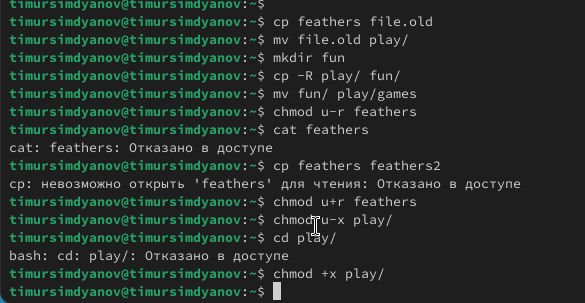 timursimdyanov@timursimdyanov:~$
timursimdyanov@timursimdyanov:~$ cp feathers file.old
timursimdyanov@timursimdyanov:~$ mv file.old play/
timursimdyanov@timursimdyanov:~$ mkdir fun
timursimdyanov@timursimdyanov:~$ cp -R play/ fun/
timursimdyanov@timursimdyanov:~$ mv fun/ play/games
timursimdyanov@timursimdyanov:~$ chmod u-r feathers
timursimdyanov@timursimdyanov:~$ cat feathers
cat: feathers: Отказано в доступе
timursimdyanov@timursimdyanov:~$ cp feathers feathers2
cp: невозможно открыть 'feathers' для чтения: Отказано в доступе
timursimdyanov@timursimdyanov:~$ chmod u+r feathers
timursimdyanov@timursimdyanov:~$ chmod u-x play/
timursimdyanov@timursimdyanov:~$ cd play/
bash: cd: play/: Отказано в доступе
timursimdyanov@timursimdyanov:~$ chmod +x play/
timursimdyanov@timursimdyanov:~$